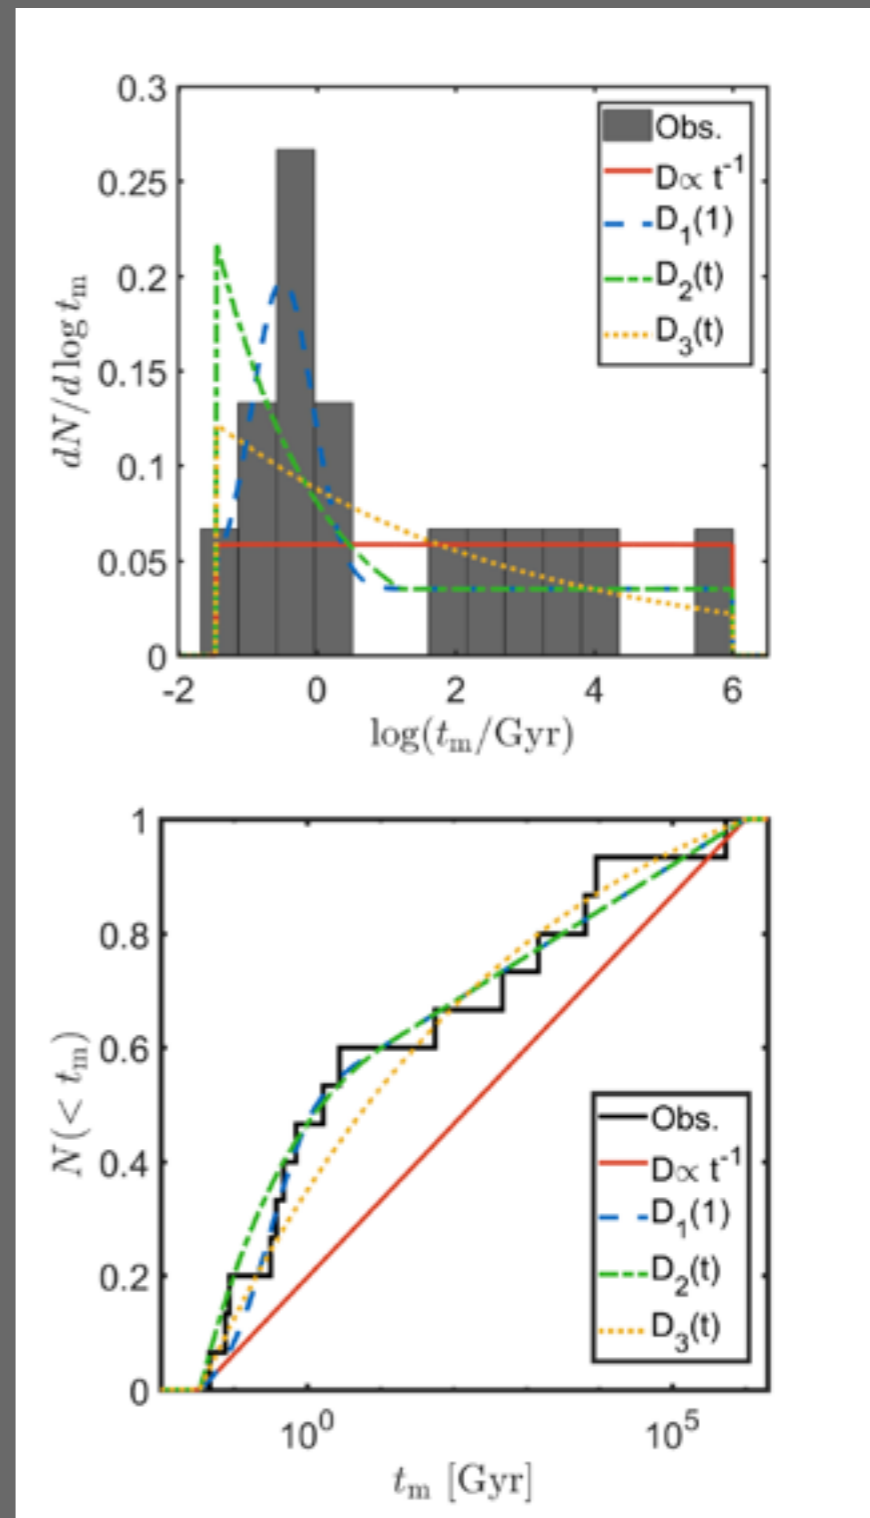 0.3
0.25
0.2
0.15
0.1
0.05
0
dN/d log t_m
Obs.
D∝ t^-1
D_1(1)
D_2(t)
D_3(t)
-2 0 2 4 6
log(t_m/Gyr)
1
0.8
0.6
0.4
0.2
0
N(< t_m)
Obs.
D∝ t^-1
D_1(1)
D_2(t)
D_3(t)
10^0 10^5
t_m [Gyr]